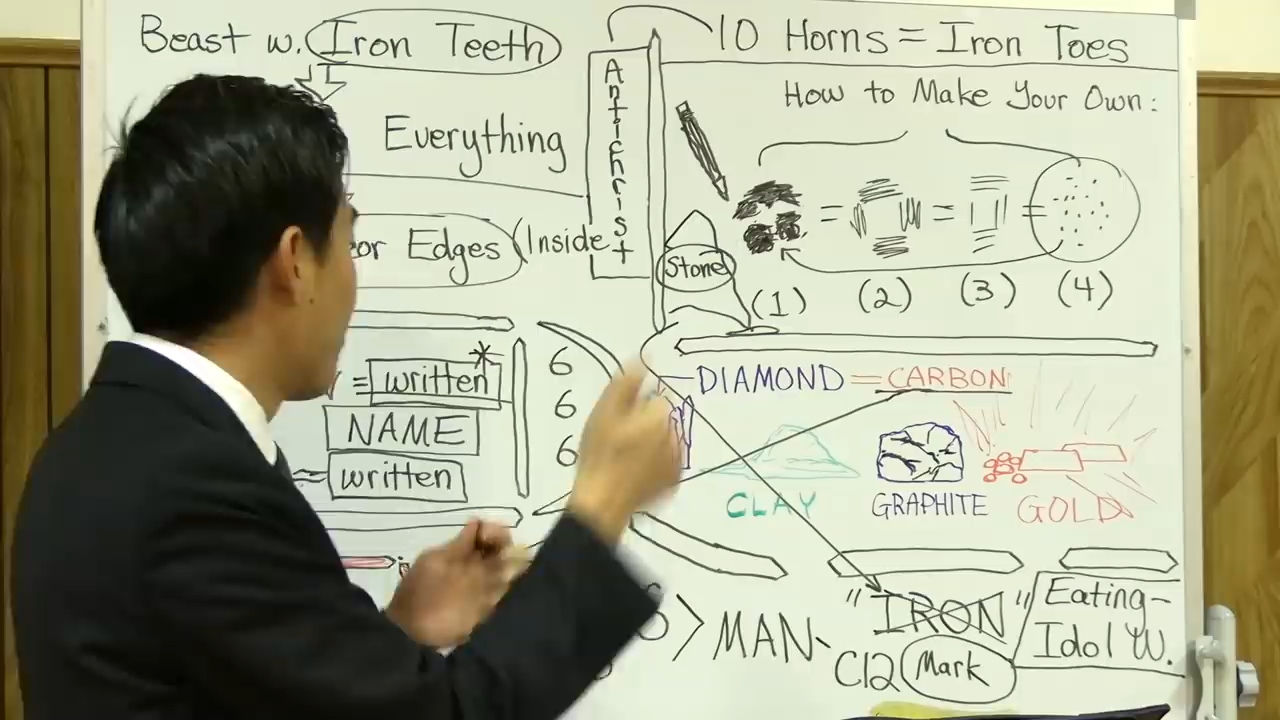 Beast w. Iron Teeth
Everything
Edges (Inside
= written*
NAME
≈ written
6
6
6
Antichrist
10 Horns = Iron Toes
How to Make Your Own:
= = =
Stone
(1) (2) (3) (4)
DIAMOND = CARBON
CLAY
GRAPHITE
GOLD
> MAN
"IRON"
C12 Mark
Eating-
Idol W.